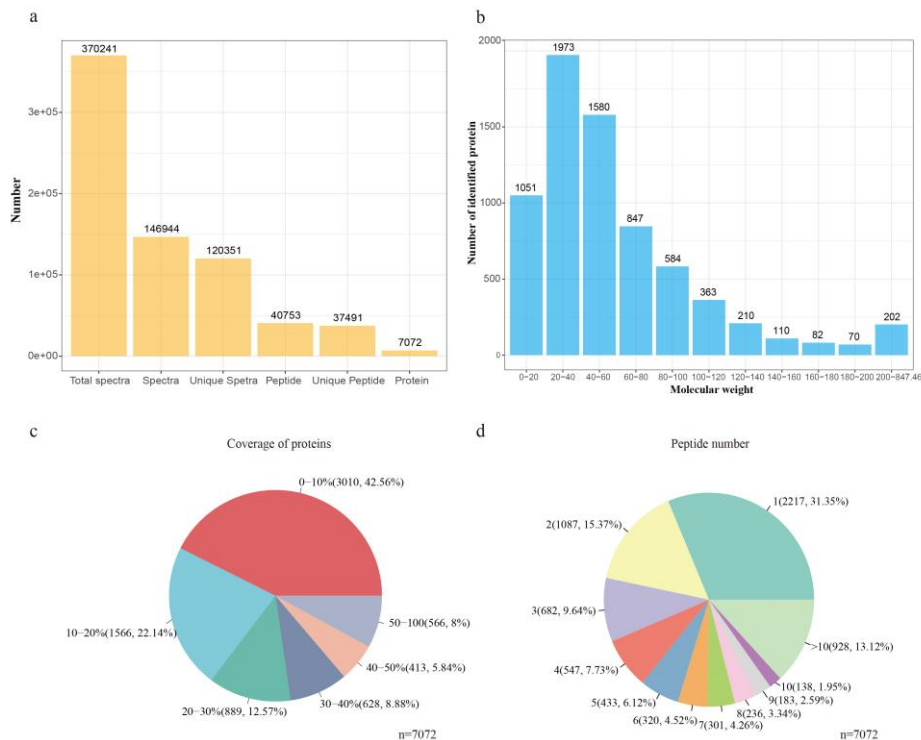 a
370241
146944
120351
40753
37491
7072
3e+05
2e+05
1e+05
0e+00
Number
Total spectra
Spectra
Unique Spetra
Peptide
Unique Peptide
Protein
b
2000
1500
1000
500
0
Number of identified protein
1051
1973
1580
847
584
363
210
110
82
70
202
0−20
20−40
40−60
60−80
80−100
100−120
120−140
140−160
160−180
180−200
200−847.46
Molecular weight
c
Coverage of proteins
0−10%(3010, 42.56%)
10−20%(1566, 22.14%)
20−30%(889, 12.57%)
30−40%(628, 8.88%)
40−50%(413, 5.84%)
50−100(566, 8%)
n=7072
d
Peptide number
1(2217, 31.35%)
2(1087, 15.37%)
3(682, 9.64%)
4(547, 7.73%)
5(433, 6.12%)
6(320, 4.52%)
7(301, 4.26%)
8(236, 3.34%)
9(183, 2.59%)
10(138, 1.95%)
>10(928, 13.12%)
n=7072